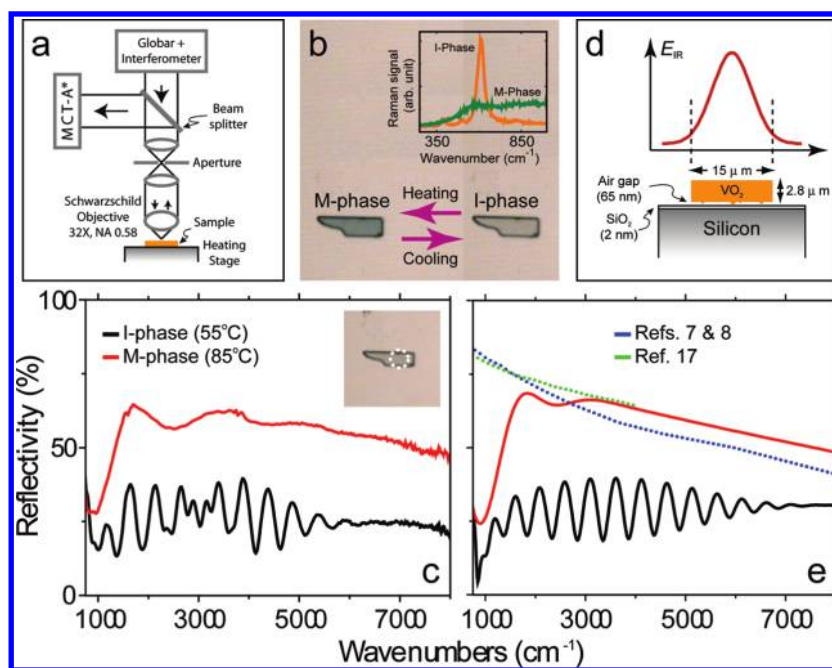 a
Globar +
Interferometer
MCT-A*
Beam
splitter
Aperture
Schwarzschild
Objective
32X, NA 0.58
Sample
Heating
Stage
b
I-Phase
M-Phase
Raman signal
(arb. unit)
350
650
950
Wavenumber (cm⁻¹)
M-phase
Heating
I-phase
Cooling
d
E_IR
15 μm
Air gap
(65 nm)
VO₂
2.8 μm
SiO₂
(2 nm)
Silicon
100
I-phase (55°C)
M-phase (85°C)
Reflectivity (%)
50
0
c
1000 3000 5000 7000
Refs. 7 & 8
Ref. 17
e
1000 3000 5000 7000
Wavenumbers (cm⁻¹)